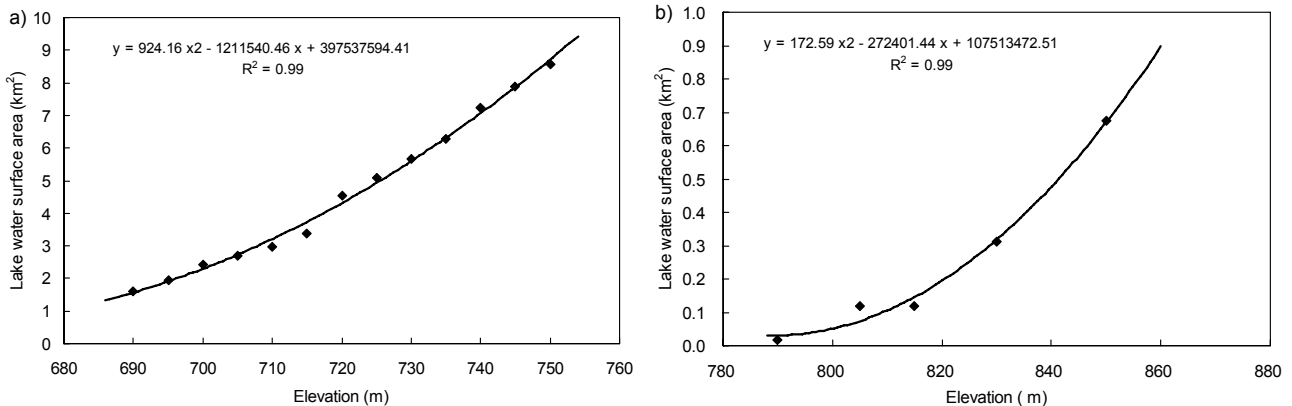 a)
y = 924.16 x2 - 1211540.46 x + 397537594.41
R² = 0.99
Lake water surface area (km²)
10
9
8
7
6
5
4
3
2
1
0
680 690 700 710 720 730 740 750 760
Elevation (m)
b)
y = 172.59 x2 - 272401.44 x + 107513472.51
R² = 0.99
Lake water surface area (km²)
1.0
0.9
0.8
0.7
0.6
0.5
0.4
0.3
0.2
0.1
0.0
780 800 820 840 860 880
Elevation ( m)